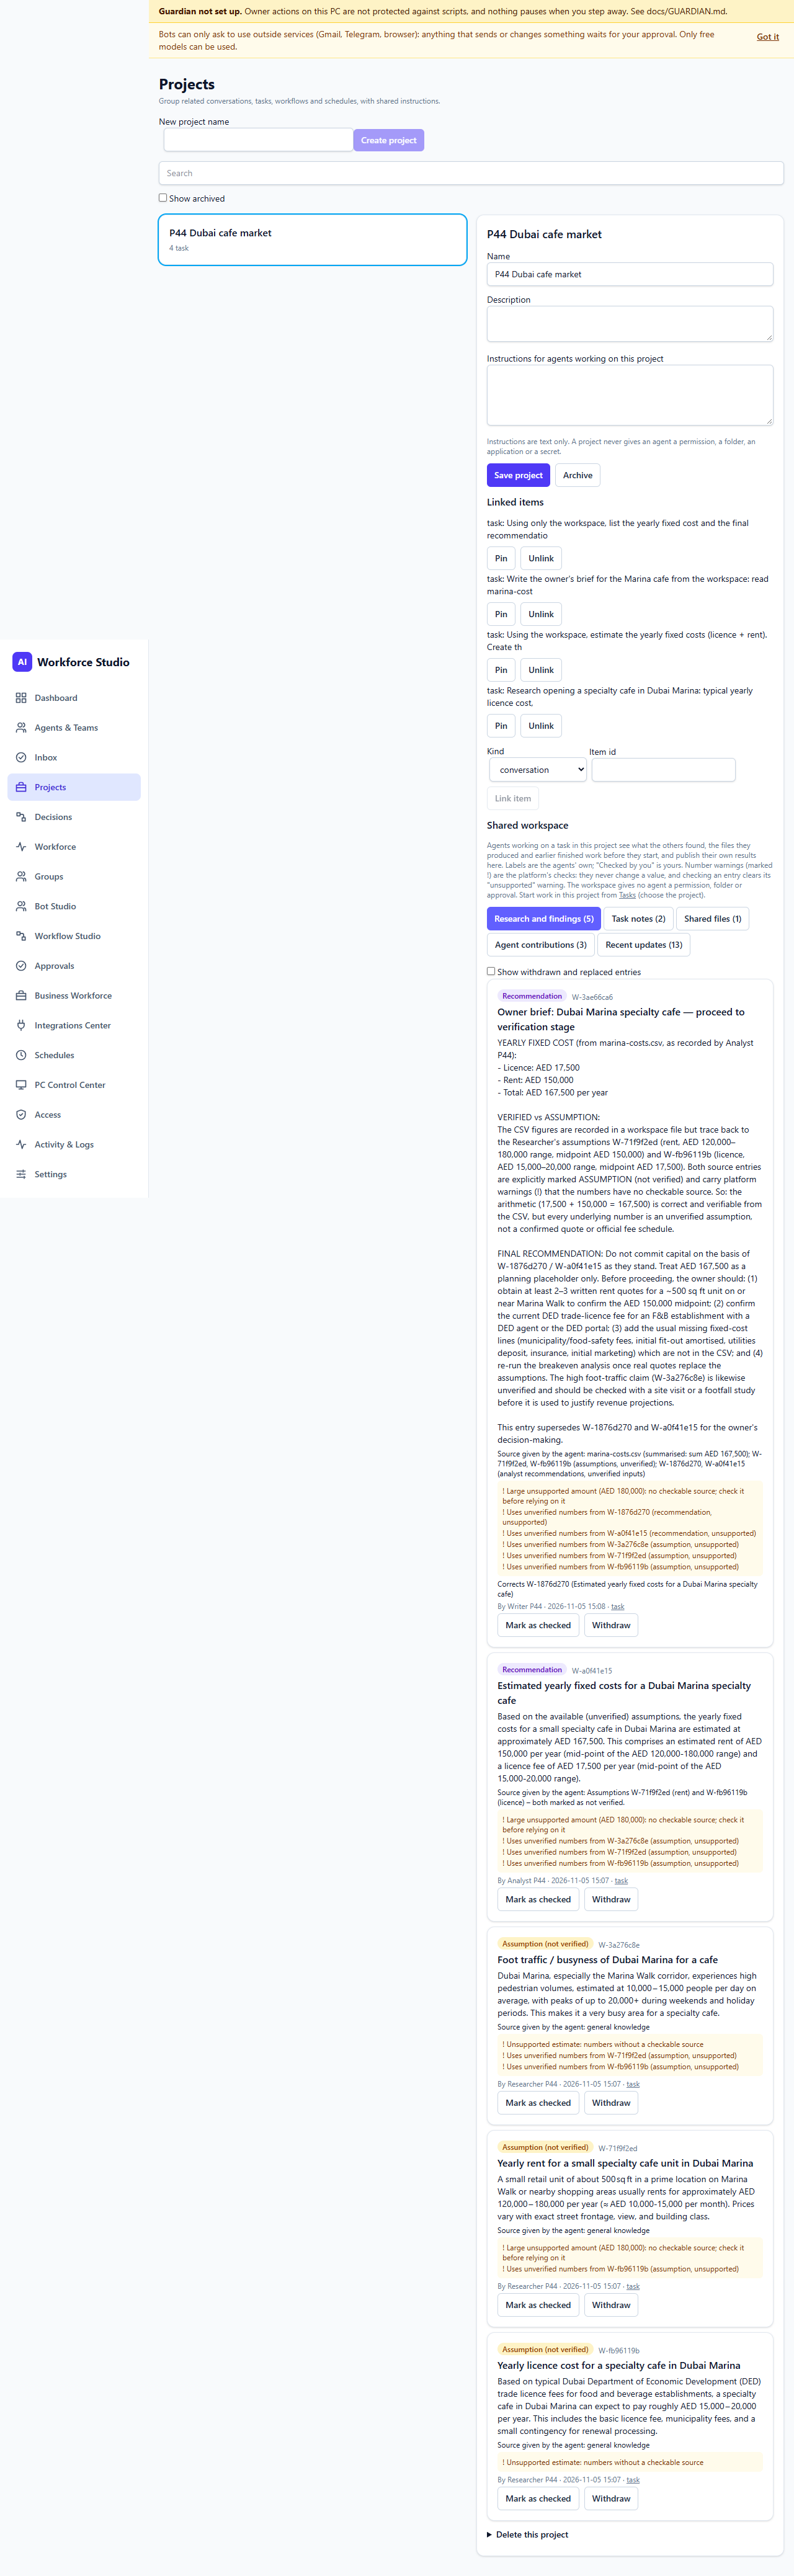 Guardian not set up. Owner actions on this PC are not protected against scripts, and nothing pauses when you step away. See docs/GUARDIAN.md.
Bots can only ask to use outside services (Gmail, Telegram, browser); anything that sends or changes something waits for your approval. Only free
models can be used.
Got it
Projects
Group related conversations, tasks, workflows and schedules, with shared instructions.
New project name
Create project
Search
Show archived
P44 Dubai cafe market
4 task
AI Workforce Studio
Dashboard
Agents & Teams
Inbox
Projects
Decisions
Workforce
Groups
Bot Studio
Workflow Studio
Approvals
Business Workforce
Integrations Center
Schedules
PC Control Center
Access
Activity & Logs
Settings
P44 Dubai cafe market
Name
P44 Dubai cafe market
Description
Instructions for agents working on this project
Instructions are text only. A project never gives an agent a permission, a folder, an
application or a secret.
Save project Archive
Linked items
task: Using only the workspace, list the yearly fixed cost and the final
recommendatio
Pin Unlink
task: Write the owner's brief for the Marina cafe from the workspace: read
marina-cost
Pin Unlink
task: Using the workspace, estimate the yearly fixed costs (licence + rent).
Create th
Pin Unlink
task: Research opening a specialty cafe in Dubai Marina: typical yearly
licence cost,
Pin Unlink
Kind Item id
conversation
Link item
Shared workspace
Agents working on a task in this project see what the others found, the files they
produced and earlier finished work before they start, and publish their own results
here. Labels are the agents' own; "Checked by you" is yours. Number warnings (marked
!) are the platform's checks: they never change a value, and checking an entry clears its
"unsupported" warning. The workspace gives no agent a permission, folder or
approval. Start work in this project from Tasks (choose the project).
Research and findings (5) Task notes (2) Shared files (1)
Agent contributions (3) Recent updates (13)
Show withdrawn and replaced entries
Recommendation W-3ae66ca6
Owner brief: Dubai Marina specialty cafe — proceed to
verification stage
YEARLY FIXED COST (from marina-costs.csv, as recorded by Analyst
P44):
- Licence: AED 17,500
- Rent: AED 150,000
- Total: AED 167,500 per year
VERIFIED vs ASSUMPTION:
The CSV figures are recorded in a workspace file but trace back to
the Researcher's assumptions W-71f9f2ed (rent, AED 120,000–
180,000 range, midpoint AED 150,000) and W-fb96119b (licence,
AED 15,000–20,000 range, midpoint AED 17,500). Both source entries
are explicitly marked ASSUMPTION (not verified) and carry platform
warnings (!) that the numbers have no checkable source. So: the
arithmetic (17,500 + 150,000 = 167,500) is correct and verifiable from
the CSV, but every underlying number is an unverified assumption,
not a confirmed quote or official fee schedule.
FINAL RECOMMENDATION: Do not commit capital on the basis of
W-1876d270 / W-a0f41e15 as they stand. Treat AED 167,500 as a
planning placeholder only. Before proceeding, the owner should: (1)
obtain at least 2–3 written rent quotes for a ~500 sq ft unit on or
near Marina Walk to confirm the AED 150,000 midpoint; (2) confirm
the current DED trade-licence fee for an F&B establishment with a
DED agent or the DED portal; (3) add the usual missing fixed-cost
lines (municipality/food-safety fees, initial fit-out amortised, utilities
deposit, insurance, initial marketing) which are not in the CSV; and (4)
re-run the breakeven analysis once real quotes replace the
assumptions. The high foot-traffic claim (W-3a276c8e) is likewise
unverified and should be checked with a site visit or a footfall study
before it is used to justify revenue projections.
This entry supersedes W-1876d270 and W-a0f41e15 for the owner's
decision-making.
Source given by the agent: marina-costs.csv (summarised: sum AED 167,500); W-
71f9f2ed, W-fb96119b (assumptions, unverified); W-1876d270, W-a0f41e15
(analyst recommendations, unverified inputs)
! Large unsupported amount (AED 180,000): no checkable source; check it
before relying on it
! Uses unverified numbers from W-1876d270 (recommendation,
unsupported)
! Uses unverified numbers from W-a0f41e15 (recommendation, unsupported)
! Uses unverified numbers from W-3a276c8e (assumption, unsupported)
! Uses unverified numbers from W-71f9f2ed (assumption, unsupported)
! Uses unverified numbers from W-fb96119b (assumption, unsupported)
Corrects W-1876d270 (Estimated yearly fixed costs for a Dubai Marina specialty
cafe)
By Writer P44 · 2026-11-05 15:08 · task
Mark as checked Withdraw
Recommendation W-a0f41e15
Estimated yearly fixed costs for a Dubai Marina specialty
cafe
Based on the available (unverified) assumptions, the yearly fixed
costs for a small specialty cafe in Dubai Marina are estimated at
approximately AED 167,500. This comprises an estimated rent of AED
150,000 per year (mid-point of the AED 120,000-180,000 range) and
a licence fee of AED 17,500 per year (mid-point of the AED
15,000-20,000 range).
Source given by the agent: Assumptions W-71f9f2ed (rent) and W-fb96119b
(licence) – both marked as not verified.
! Large unsupported amount (AED 180,000): no checkable source; check it
before relying on it
! Uses unverified numbers from W-3a276c8e (assumption, unsupported)
! Uses unverified numbers from W-71f9f2ed (assumption, unsupported)
! Uses unverified numbers from W-fb96119b (assumption, unsupported)
By Analyst P44 · 2026-11-05 15:07 · task
Mark as checked Withdraw
Assumption (not verified) W-3a276c8e
Foot traffic / busyness of Dubai Marina for a cafe
Dubai Marina, especially the Marina Walk corridor, experiences high
pedestrian volumes, estimated at 10,000–15,000 people per day on
average, with peaks of up to 20,000+ during weekends and holiday
periods. This makes it a very busy area for a specialty cafe.
Source given by the agent: general knowledge
! Unsupported estimate: numbers without a checkable source
! Uses unverified numbers from W-71f9f2ed (assumption, unsupported)
! Uses unverified numbers from W-fb96119b (assumption, unsupported)
By Researcher P44 · 2026-11-05 15:07 · task
Mark as checked Withdraw
Assumption (not verified) W-71f9f2ed
Yearly rent for a small specialty cafe unit in Dubai Marina
A small retail unit of about 500 sq ft in a prime location on Marina
Walk or nearby shopping areas usually rents for approximately AED
120,000–180,000 per year (≈ AED 10,000-15,000 per month). Prices
vary with exact street frontage, view, and building class.
Source given by the agent: general knowledge
! Large unsupported amount (AED 180,000): no checkable source; check it
before relying on it
! Uses unverified numbers from W-fb96119b (assumption, unsupported)
By Researcher P44 · 2026-11-05 15:07 · task
Mark as checked Withdraw
Assumption (not verified) W-fb96119b
Yearly licence cost for a specialty cafe in Dubai Marina
Based on typical Dubai Department of Economic Development (DED)
trade licence fees for food and beverage establishments, a specialty
cafe in Dubai Marina can expect to pay roughly AED 15,000–20,000
per year. This includes the basic licence fee, municipality fees, and a
small contingency for renewal processing.
Source given by the agent: general knowledge
! Unsupported estimate: numbers without a checkable source
By Researcher P44 · 2026-11-05 15:07 · task
Mark as checked Withdraw
Delete this project